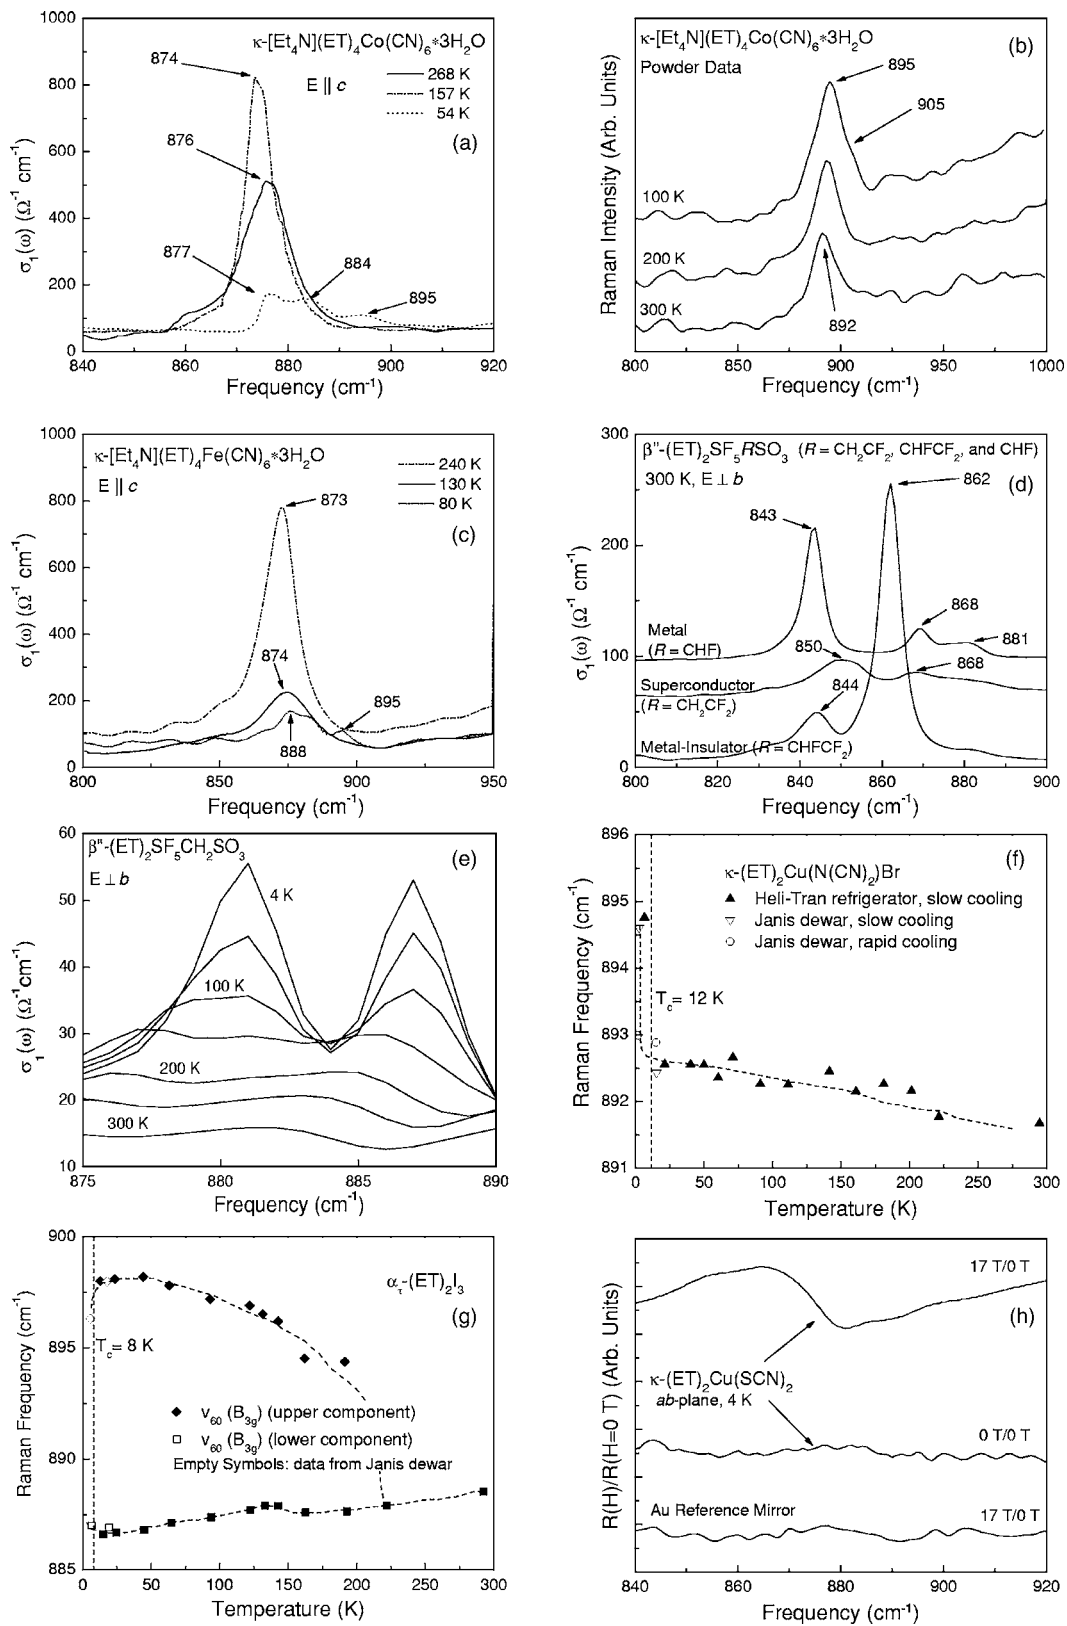 κ-[Et₄N](ET)₄Co(CN)₆*3H₂O
E || c
268 K
157 K
54 K
(a)
874
876
877
884
895
1000
800
600
400
200
0
840 860 880 900 920
σ₁(ω) (Ω⁻¹ cm⁻¹)
Frequency (cm⁻¹)
κ-[Et₄N](ET)₄Co(CN)₆*3H₂O
(b)
Powder Data
895
905
100 K
200 K
300 K
892
800 850 900 950 1000
Raman Intensity (Arb. Units)
Frequency (cm⁻¹)
κ-[Et₄N](ET)₄Fe(CN)₆*3H₂O
E || c
240 K
130 K
80 K
(c)
873
874
895
888
1000
800
600
400
200
0
800 850 900 950
σ₁(ω) (Ω⁻¹ cm⁻¹)
Frequency (cm⁻¹)
β"-(ET)₂SF₅RSO₃ (R = CH₂CF₂, CHFCF₂, and CHF)
300 K, E ⊥ b
862
(d)
843
868
881
Metal
(R = CHF)
850
868
Superconductor
(R = CH₂CF₂)
844
Metal-Insulator (R = CHFCF₂)
300
200
100
0
800 820 840 860 880 900
σ₁(ω) (Ω⁻¹ cm⁻¹)
Frequency (cm⁻¹)
β"-(ET)₂SF₅CH₂SO₃
(e)
E ⊥ b
4 K
100 K
200 K
300 K
60
50
40
30
20
10
875 880 885 890
σ₁(ω) (Ω⁻¹cm⁻¹)
Frequency (cm⁻¹)
(f)
κ-(ET)₂Cu(N(CN)₂)Br
Heli-Tran refrigerator, slow cooling
Janis dewar, slow cooling
Janis dewar, rapid cooling
T_c= 12 K
896
895
894
893
892
891
0 50 100 150 200 250 300
Raman Frequency (cm⁻¹)
Temperature (K)
α_τ-(ET)₂I₃
(g)
T_c= 8 K
ν₆₀ (B₃g) (upper component)
ν₆₀ (B₃g) (lower component)
Empty Symbols: data from Janis dewar
900
895
890
885
0 50 100 150 200 250 300
Raman Frequency (cm⁻¹)
Temperature (K)
17 T/0 T
(h)
κ-(ET)₂Cu(SCN)₂
ab-plane, 4 K
0 T/0 T
Au Reference Mirror
17 T/0 T
840 860 880 900 920
R(H)/R(H=0 T) (Arb. Units)
Frequency (cm⁻¹)